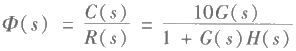 Φ(s) = C(s)/R(s) = 10G(s)/(1 + G(s)H(s))